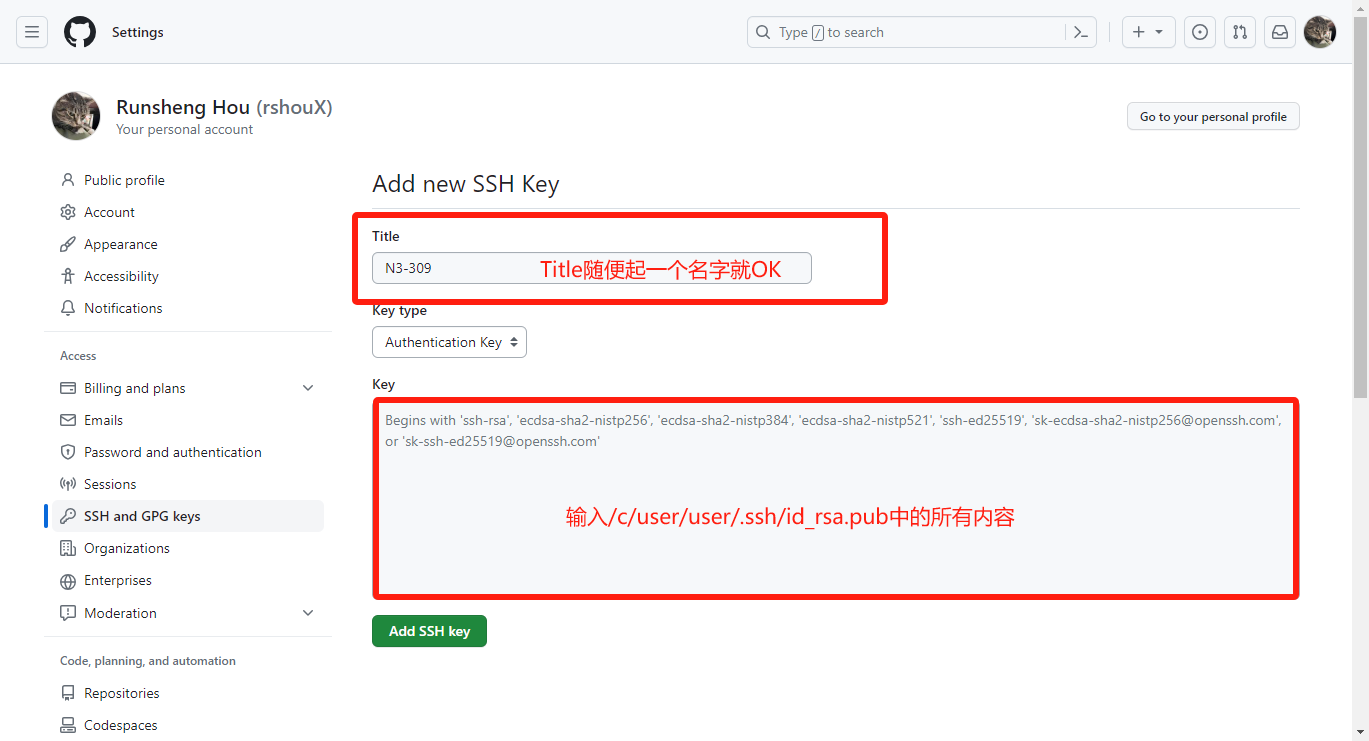 Settings
Type / to search
Runsheng Hou (rshouX)
Your personal account
Go to your personal profile
Public profile
Account
Appearance
Accessibility
Notifications
Access
Billing and plans
Emails
Password and authentication
Sessions
SSH and GPG keys
Organizations
Enterprises
Moderation
Code, planning, and automation
Repositories
Codespaces
Add new SSH Key
Title
N3-309 Title随便起一个名字就OK
Key type
Authentication Key
Key
Begins with 'ssh-rsa', 'ecdsa-sha2-nistp256', 'ecdsa-sha2-nistp384', 'ecdsa-sha2-nistp521', 'ssh-ed25519', 'sk-ecdsa-sha2-nistp256@openssh.com',
or 'sk-ssh-ed25519@openssh.com'
输入/c/user/user/.ssh/id_rsa.pub中的所有内容
Add SSH key